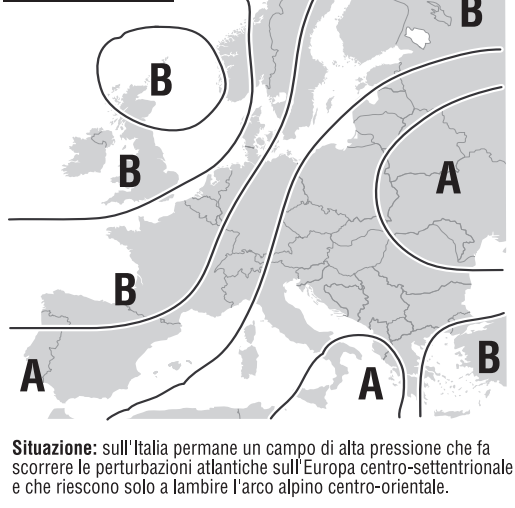 B
B
B
A
B
A
A
B
Situazione: sull'Italia permane un campo di alta pressione che fa
scorrere le perturbazioni atlantiche sull'Europa centro-settentrionale
e che riescono solo a lambire l'arco alpino centro-orientale.